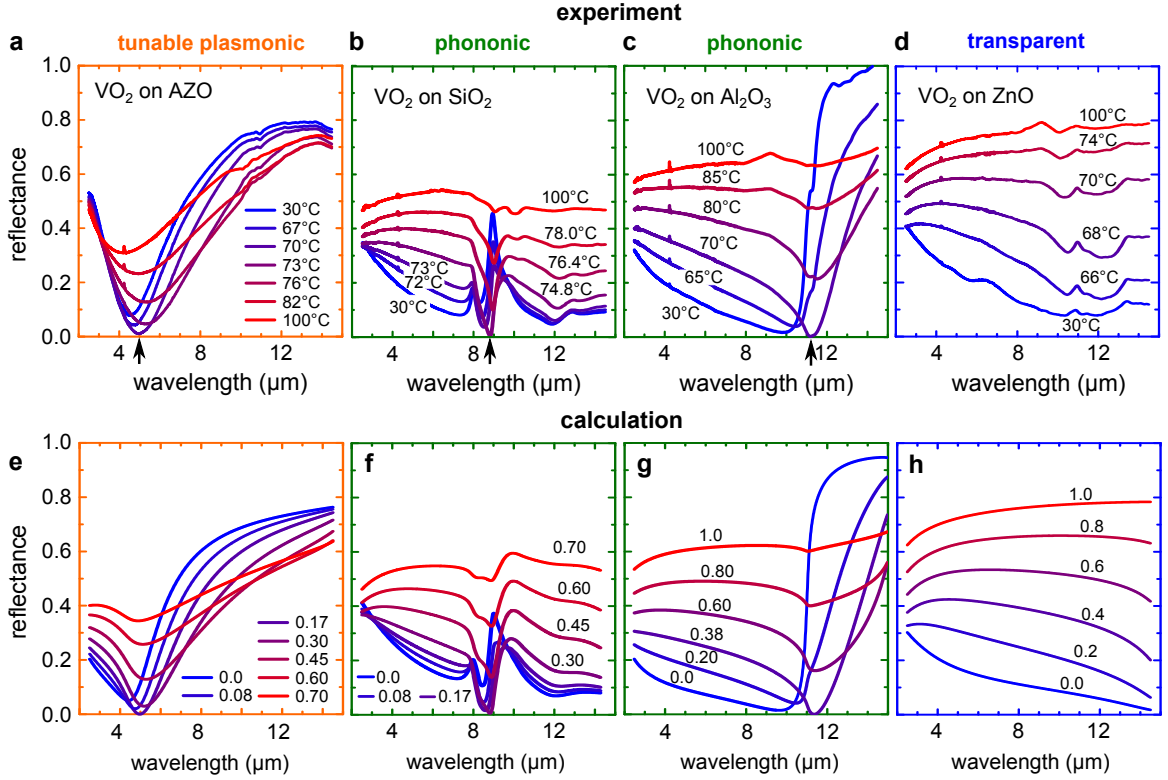 experiment
a tunable plasmonic
b phononic
c phononic
d transparent
reflectance
1.0
0.8
0.6
0.4
0.2
0.0
VO₂ on AZO
30°C
67°C
70°C
73°C
76°C
82°C
100°C
4 8 12
wavelength (µm)
VO₂ on SiO₂
100°C
78.0°C
76.4°C
74.8°C
73°C
72°C
30°C
4 8 12
wavelength (µm)
VO₂ on Al₂O₃
100°C
85°C
80°C
70°C
65°C
30°C
4 8 12
wavelength (µm)
VO₂ on ZnO
100°C
74°C
70°C
68°C
66°C
30°C
4 8 12
wavelength (µm)
calculation
e
reflectance
1.0
0.8
0.6
0.4
0.2
0.0
0.0
0.08
0.17
0.30
0.45
0.60
0.70
4 8 12
wavelength (µm)
f
0.70
0.60
0.45
0.30
0.0
0.08 0.17
4 8 12
wavelength (µm)
g
1.0
0.80
0.60
0.38
0.20
0.0
4 8 12
wavelength (µm)
h
1.0
0.8
0.6
0.4
0.2
0.0
4 8 12
wavelength (µm)